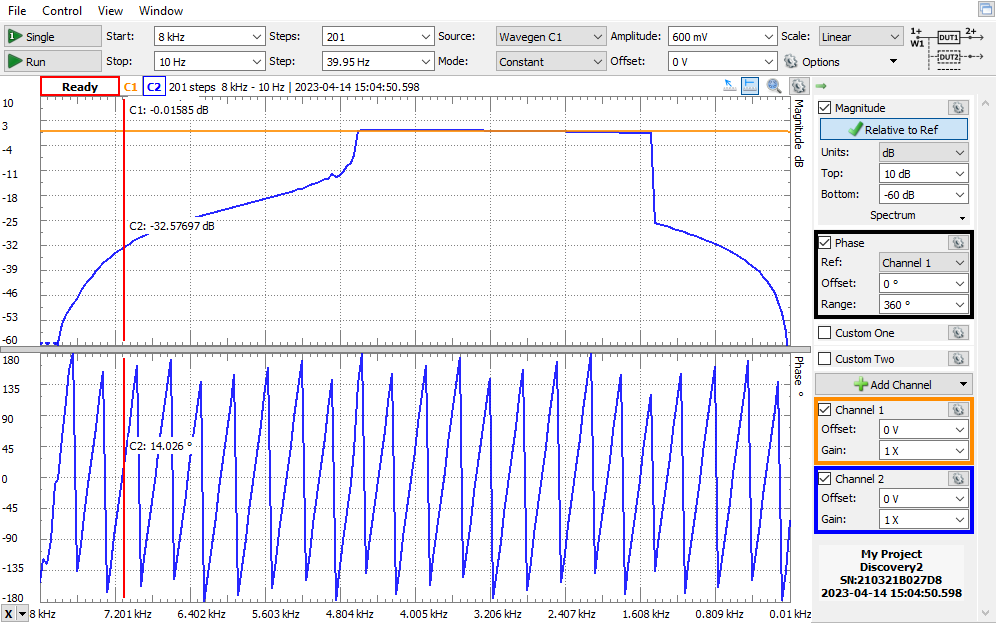 File Control View Window
Single Start: 8 kHz Steps: 201 Source: Wavegen C1 Amplitude: 600 mV Scale: Linear 1+ W1 DUT1 2+
Run Stop: 10 Hz Step: 39.95 Hz Mode: Constant Offset: 0 V Options DUT2
Ready C1 C2 201 steps 8 kHz - 10 Hz | 2023-04-14 15:04:50.598
C1: -0.01585 dB
C2: -32.57697 dB
10
3
-4
-11
-18
-25
-32
-39
-46
-53
-60
Magnitude dB
C2: 14.026 °
180
135
90
45
0
-45
-90
-135
-180
Phase °
X 8 kHz 7.201 kHz 6.402 kHz 5.603 kHz 4.804 kHz 4.005 kHz 3.206 kHz 2.407 kHz 1.608 kHz 0.809 kHz 0.01 kHz
Magnitude
Relative to Ref
Units: dB
Top: 10 dB
Bottom: -60 dB
Spectrum
Phase
Ref: Channel 1
Offset: 0 °
Range: 360 °
Custom One
Custom Two
Add Channel
Channel 1
Offset: 0 V
Gain: 1 X
Channel 2
Offset: 0 V
Gain: 1 X
My Project
Discovery2
SN:210321B027D8
2023-04-14 15:04:50.598